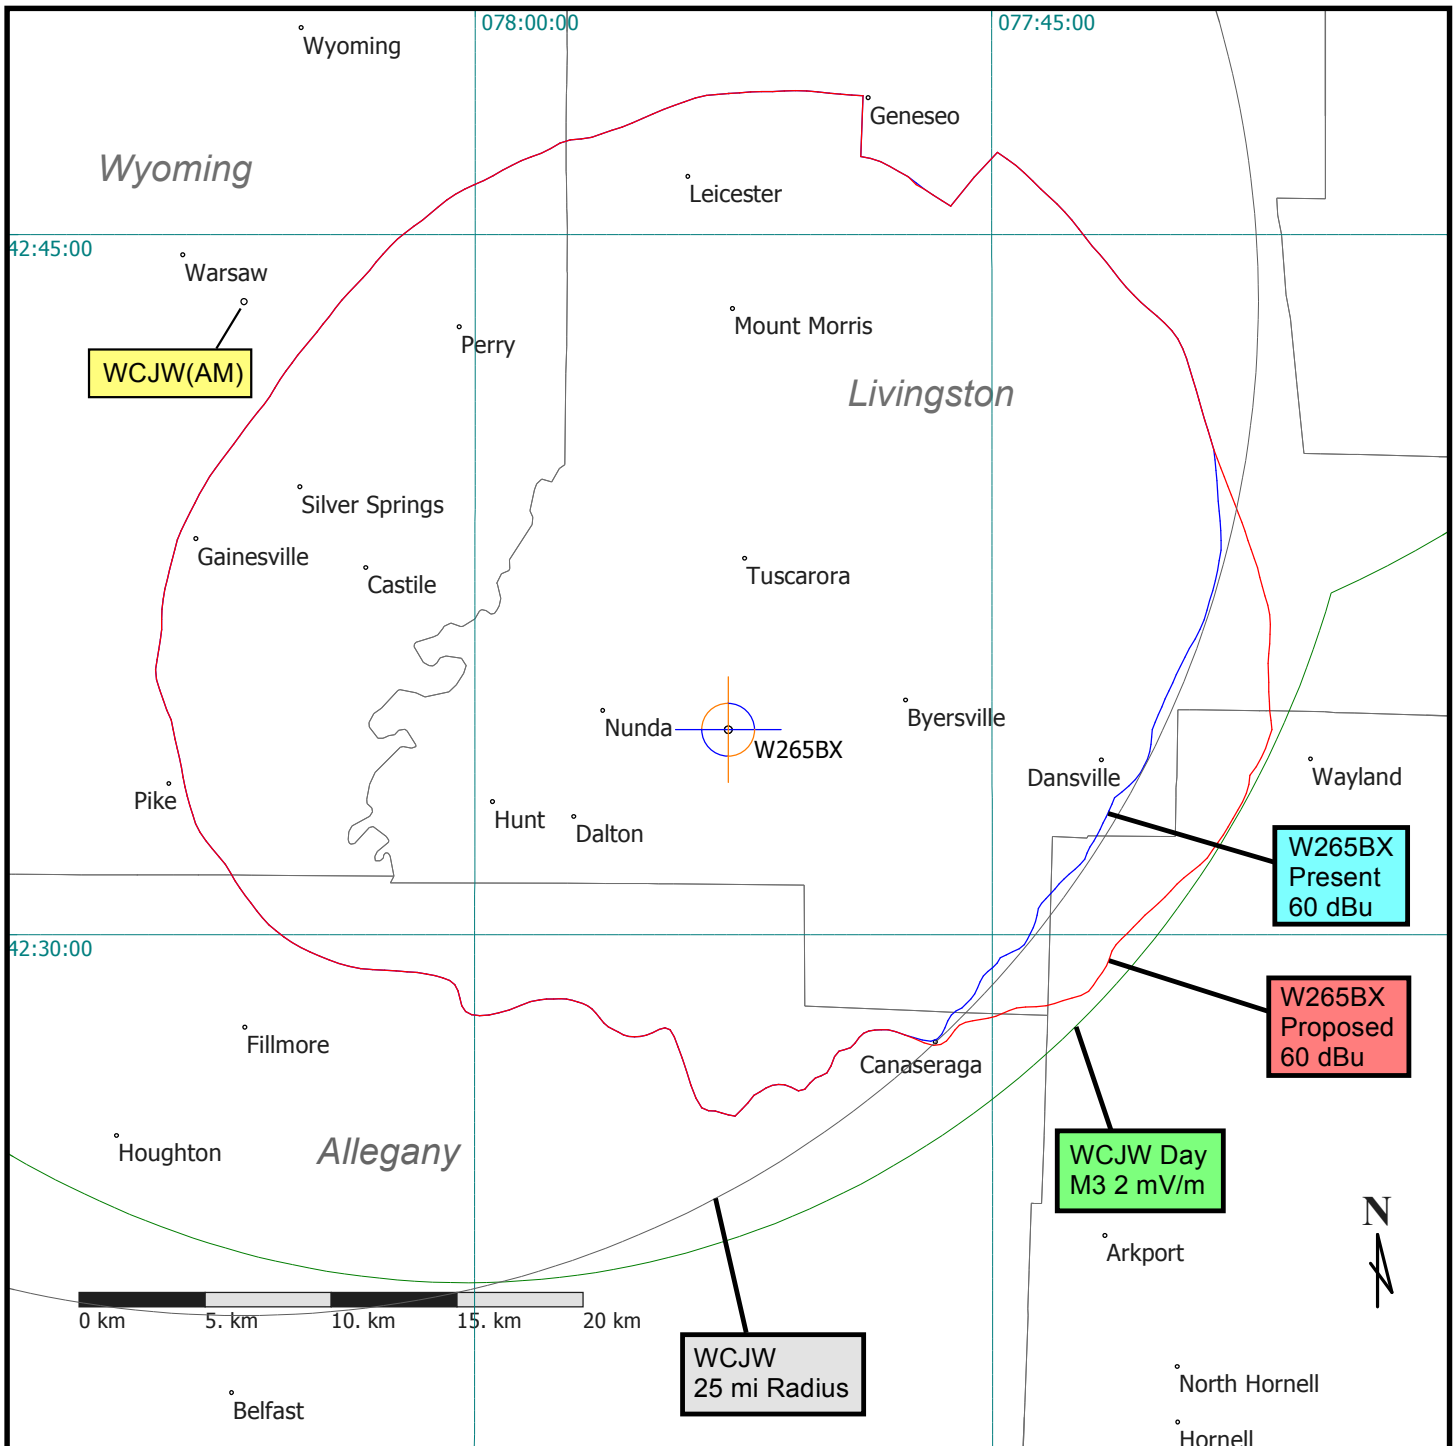 078:00:00
077:45:00
Wyoming
Geneseo
Wyoming
Leicester
42:45:00
Warsaw
Mount Morris
Perry
WCJW(AM)
Livingston
Silver Springs
Gainesville
Castile
Tuscarora
Nunda
Byersville
W265BX
Dansville
Wayland
Pike
Hunt
Dalton
W265BX
Present
60 dBu
42:30:00
W265BX
Proposed
60 dBu
Fillmore
Canaseraga
Houghton
Allegany
WCJW Day
M3 2 mV/m
N
Arkport
0 km
5. km
10. km
15. km
20 km
WCJW
25 mi Radius
North Hornell
Belfast
Hornell